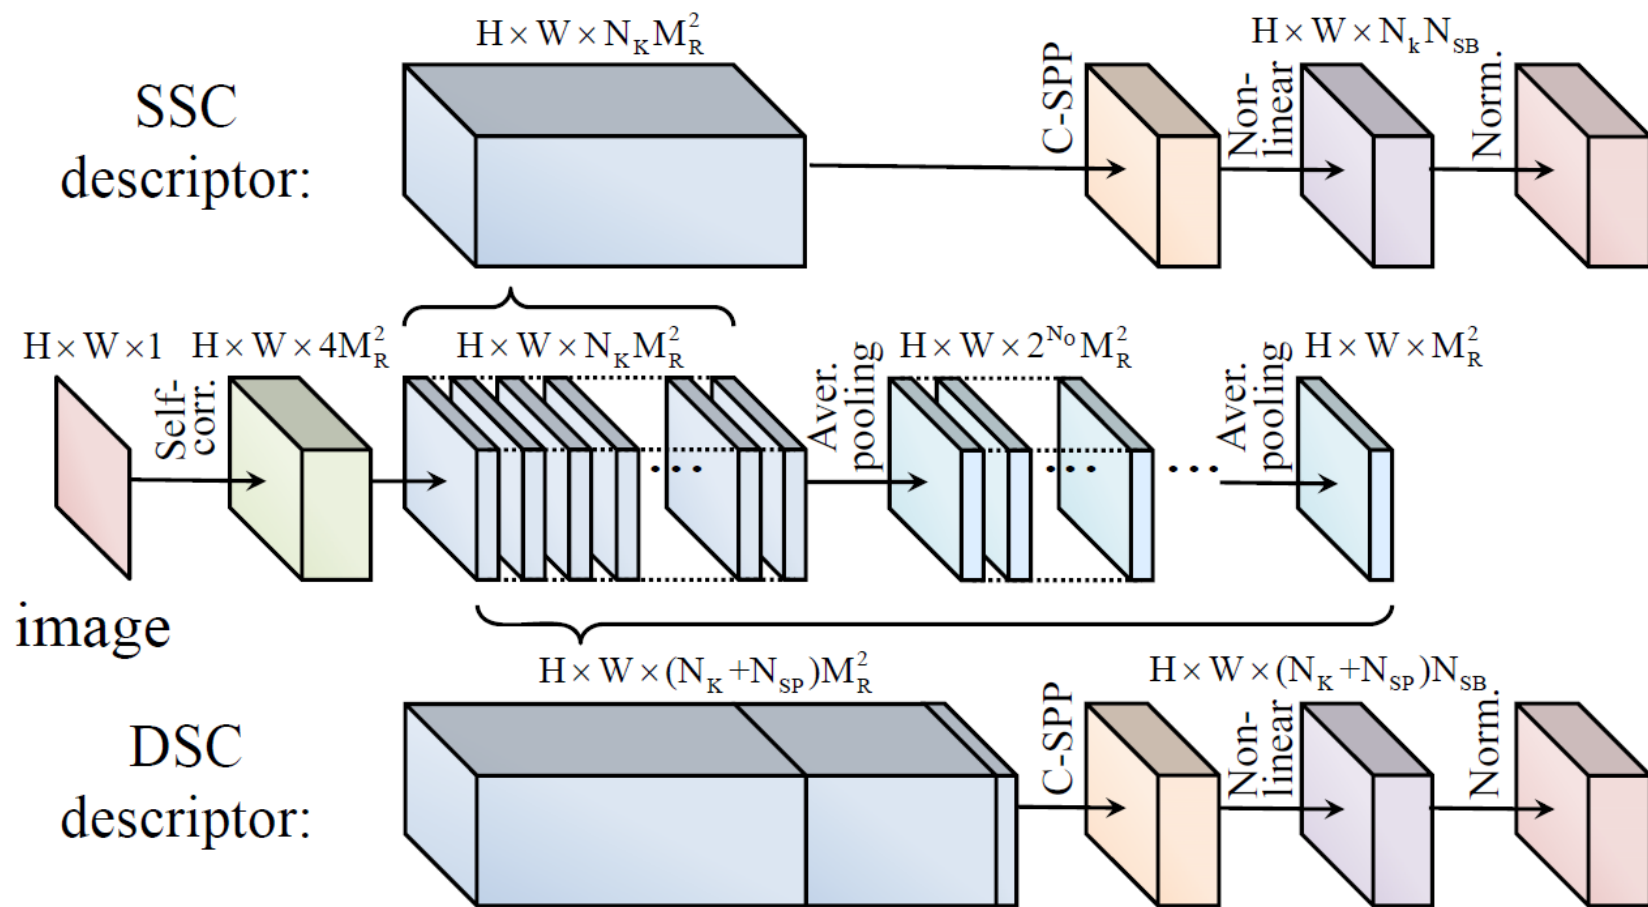 H × W × N_K M_R^2
H × W × N_k N_SB
SSC
descriptor:
C-SPP
Non-
linear
Norm.
H × W × 1
H × W × 4M_R^2
H × W × N_K M_R^2
H × W × 2^{N_O} M_R^2
H × W × M_R^2
Self-
corr.
Aver.
pooling
Aver.
pooling
...
...
...
image
H × W × (N_K + N_SP)M_R^2
H × W × (N_K + N_SP)N_SB
DSC
descriptor:
C-SPP
Non-
linear
Norm.